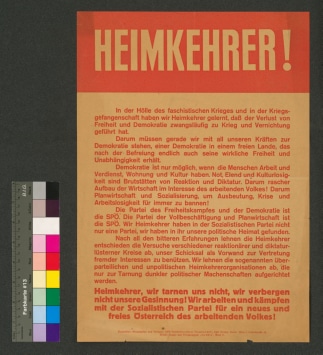 HEIMKEHRER!
In der Hölle des faschistischen Krieges und in der Kriegs-
gefangenschaft haben wir Heimkehrer gelernt, daß der Verlust von
Freiheit und Demokratie zwangsläufig zu Krieg und Vernichtung
geführt hat.
Darum müssen gerade wir mit all unseren Kräften zur
Demokratie stehen, einer Demokratie in einem freien Lande, das
nach der Befreiung endlich auch seine wirkliche Freiheit und
Unabhängigkeit erhält.
Demokratie ist nur möglich, wenn die Menschen Arbeit und
Verdienst, Wohnung und Kultur haben. Not, Elend und Kulturlosig-
keit sind Brutstätten von Reaktion und Diktatur. Darum rascher
Aufbau der Wirtschaft im Interesse des arbeitenden Volkes! Darum
Planwirtschaft und Sozialisierung, um Ausbeutung, Krise und
Arbeitslosigkeit für immer zu bannen!
Die Partei des Freiheitskampfes und der Demokratie ist
die SPÖ. Die Partei der Vollbeschäftigung und Planwirtschaft ist
die SPÖ. Wir Heimkehrer haben in der Sozialistischen Partei nicht
nur eine Partei, wir haben in ihr unsere politische Heimat gefunden.
Nach all den bitteren Erfahrungen lehnen die Heimkehrer
entschieden die Versuche verschiedener reaktionärer und diktatur-
lüsterner Kreise ab, unser Schicksal als Vorwand zur Vertretung
fremder Interessen zu benützen. Wir lehnen die sogenannten über-
parteilichen und unpolitischen Heimkehrerorganisationen ab, die
nur zur Tarnung dunkler politischer Machenschaften aufgerichtet
werden.
Heimkehrer, wir tarnen uns nicht, wir verbergen
nicht unsere Gesinnung! Wir arbeiten und kämpfen
mit der Sozialistischen Partei für ein neues und
freies Österreich des arbeitenden Volkes!
Farbkarte #13